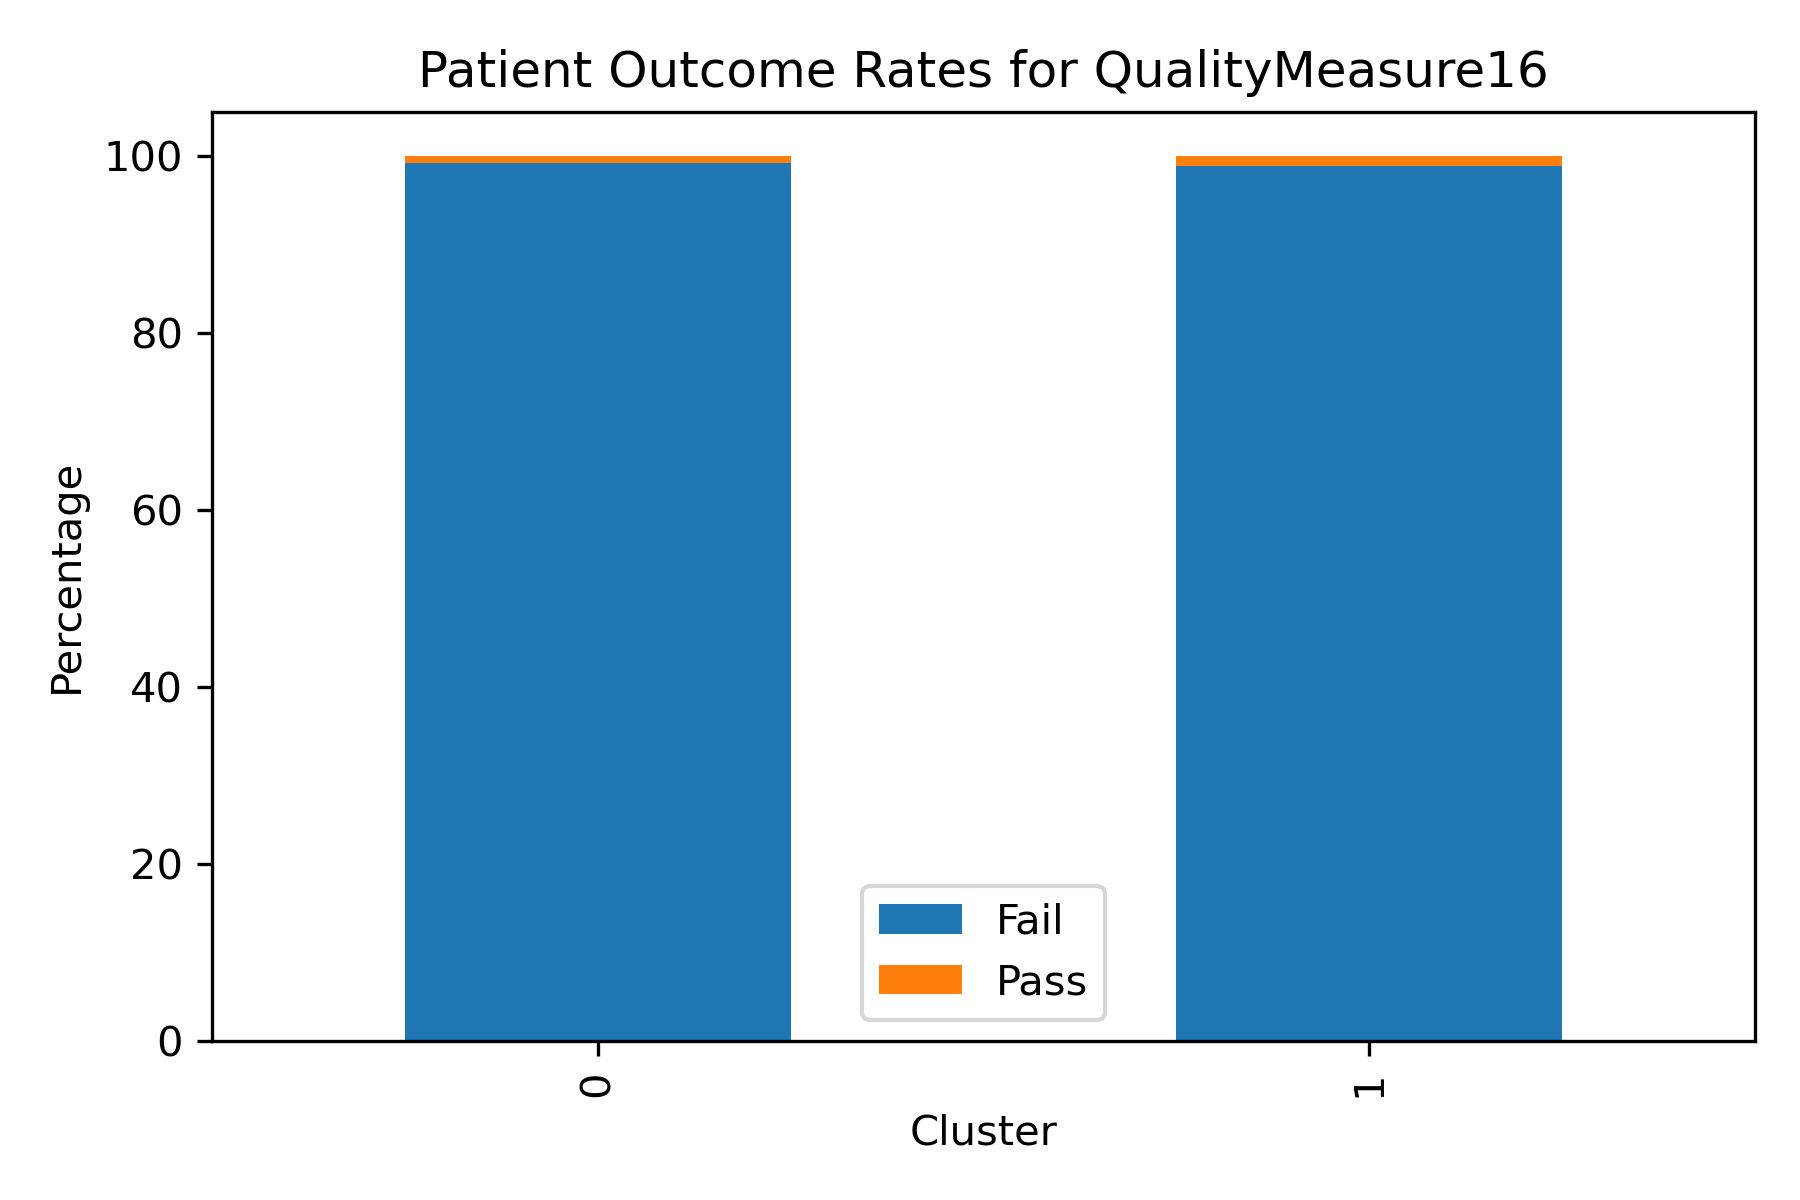 Patient Outcome Rates for QualityMeasure16
100
80
60
40
20
0
Percentage
Fail
Pass
0
1
Cluster